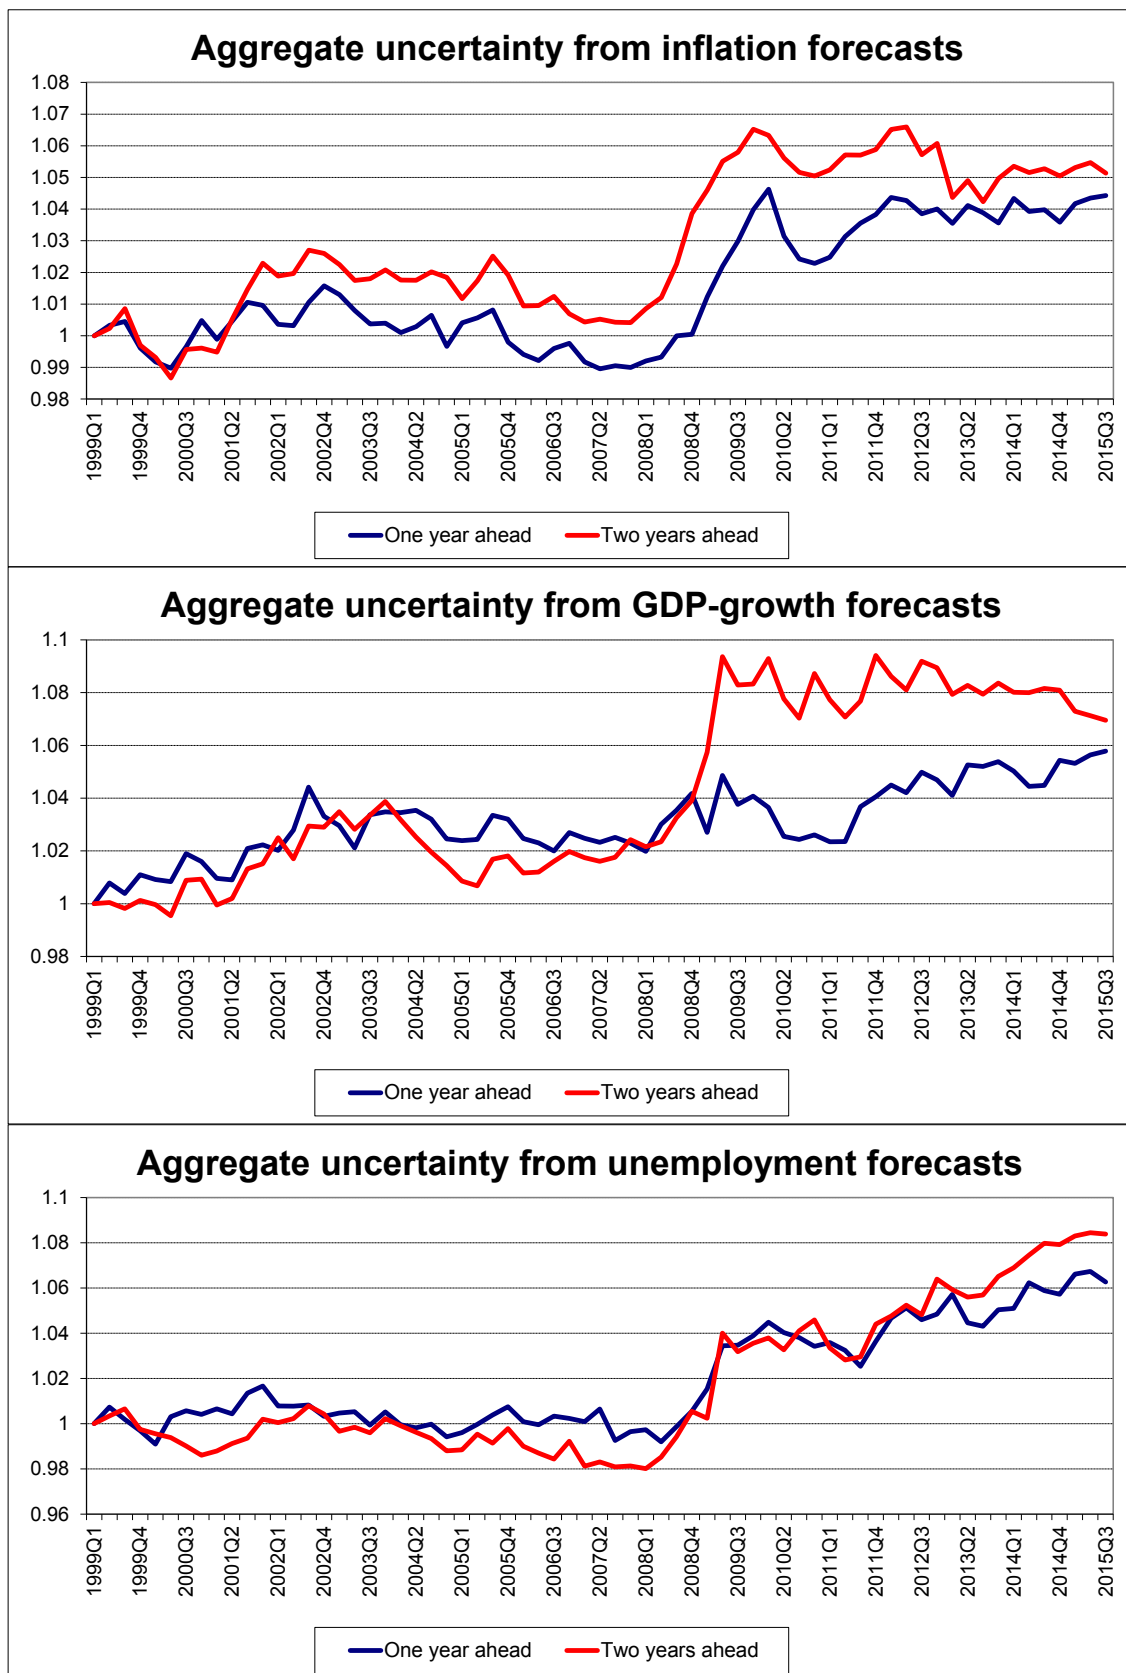 Aggregate uncertainty from inflation forecasts
1.08
1.07
1.06
1.05
1.04
1.03
1.02
1.01
1
0.99
0.98
1999Q1
1999Q4
2000Q3
2001Q2
2002Q1
2002Q4
2003Q3
2004Q2
2005Q1
2005Q4
2006Q3
2007Q2
2008Q1
2008Q4
2009Q3
2010Q2
2011Q1
2011Q4
2012Q3
2013Q2
2014Q1
2014Q4
2015Q3
One year ahead Two years ahead
Aggregate uncertainty from GDP-growth forecasts
1.1
1.08
1.06
1.04
1.02
1
0.98
1999Q1
1999Q4
2000Q3
2001Q2
2002Q1
2002Q4
2003Q3
2004Q2
2005Q1
2005Q4
2006Q3
2007Q2
2008Q1
2008Q4
2009Q3
2010Q2
2011Q1
2011Q4
2012Q3
2013Q2
2014Q1
2014Q4
2015Q3
One year ahead Two years ahead
Aggregate uncertainty from unemployment forecasts
1.1
1.08
1.06
1.04
1.02
1
0.98
0.96
1999Q1
1999Q4
2000Q3
2001Q2
2002Q1
2002Q4
2003Q3
2004Q2
2005Q1
2005Q4
2006Q3
2007Q2
2008Q1
2008Q4
2009Q3
2010Q2
2011Q1
2011Q4
2012Q3
2013Q2
2014Q1
2014Q4
2015Q3
One year ahead Two years ahead